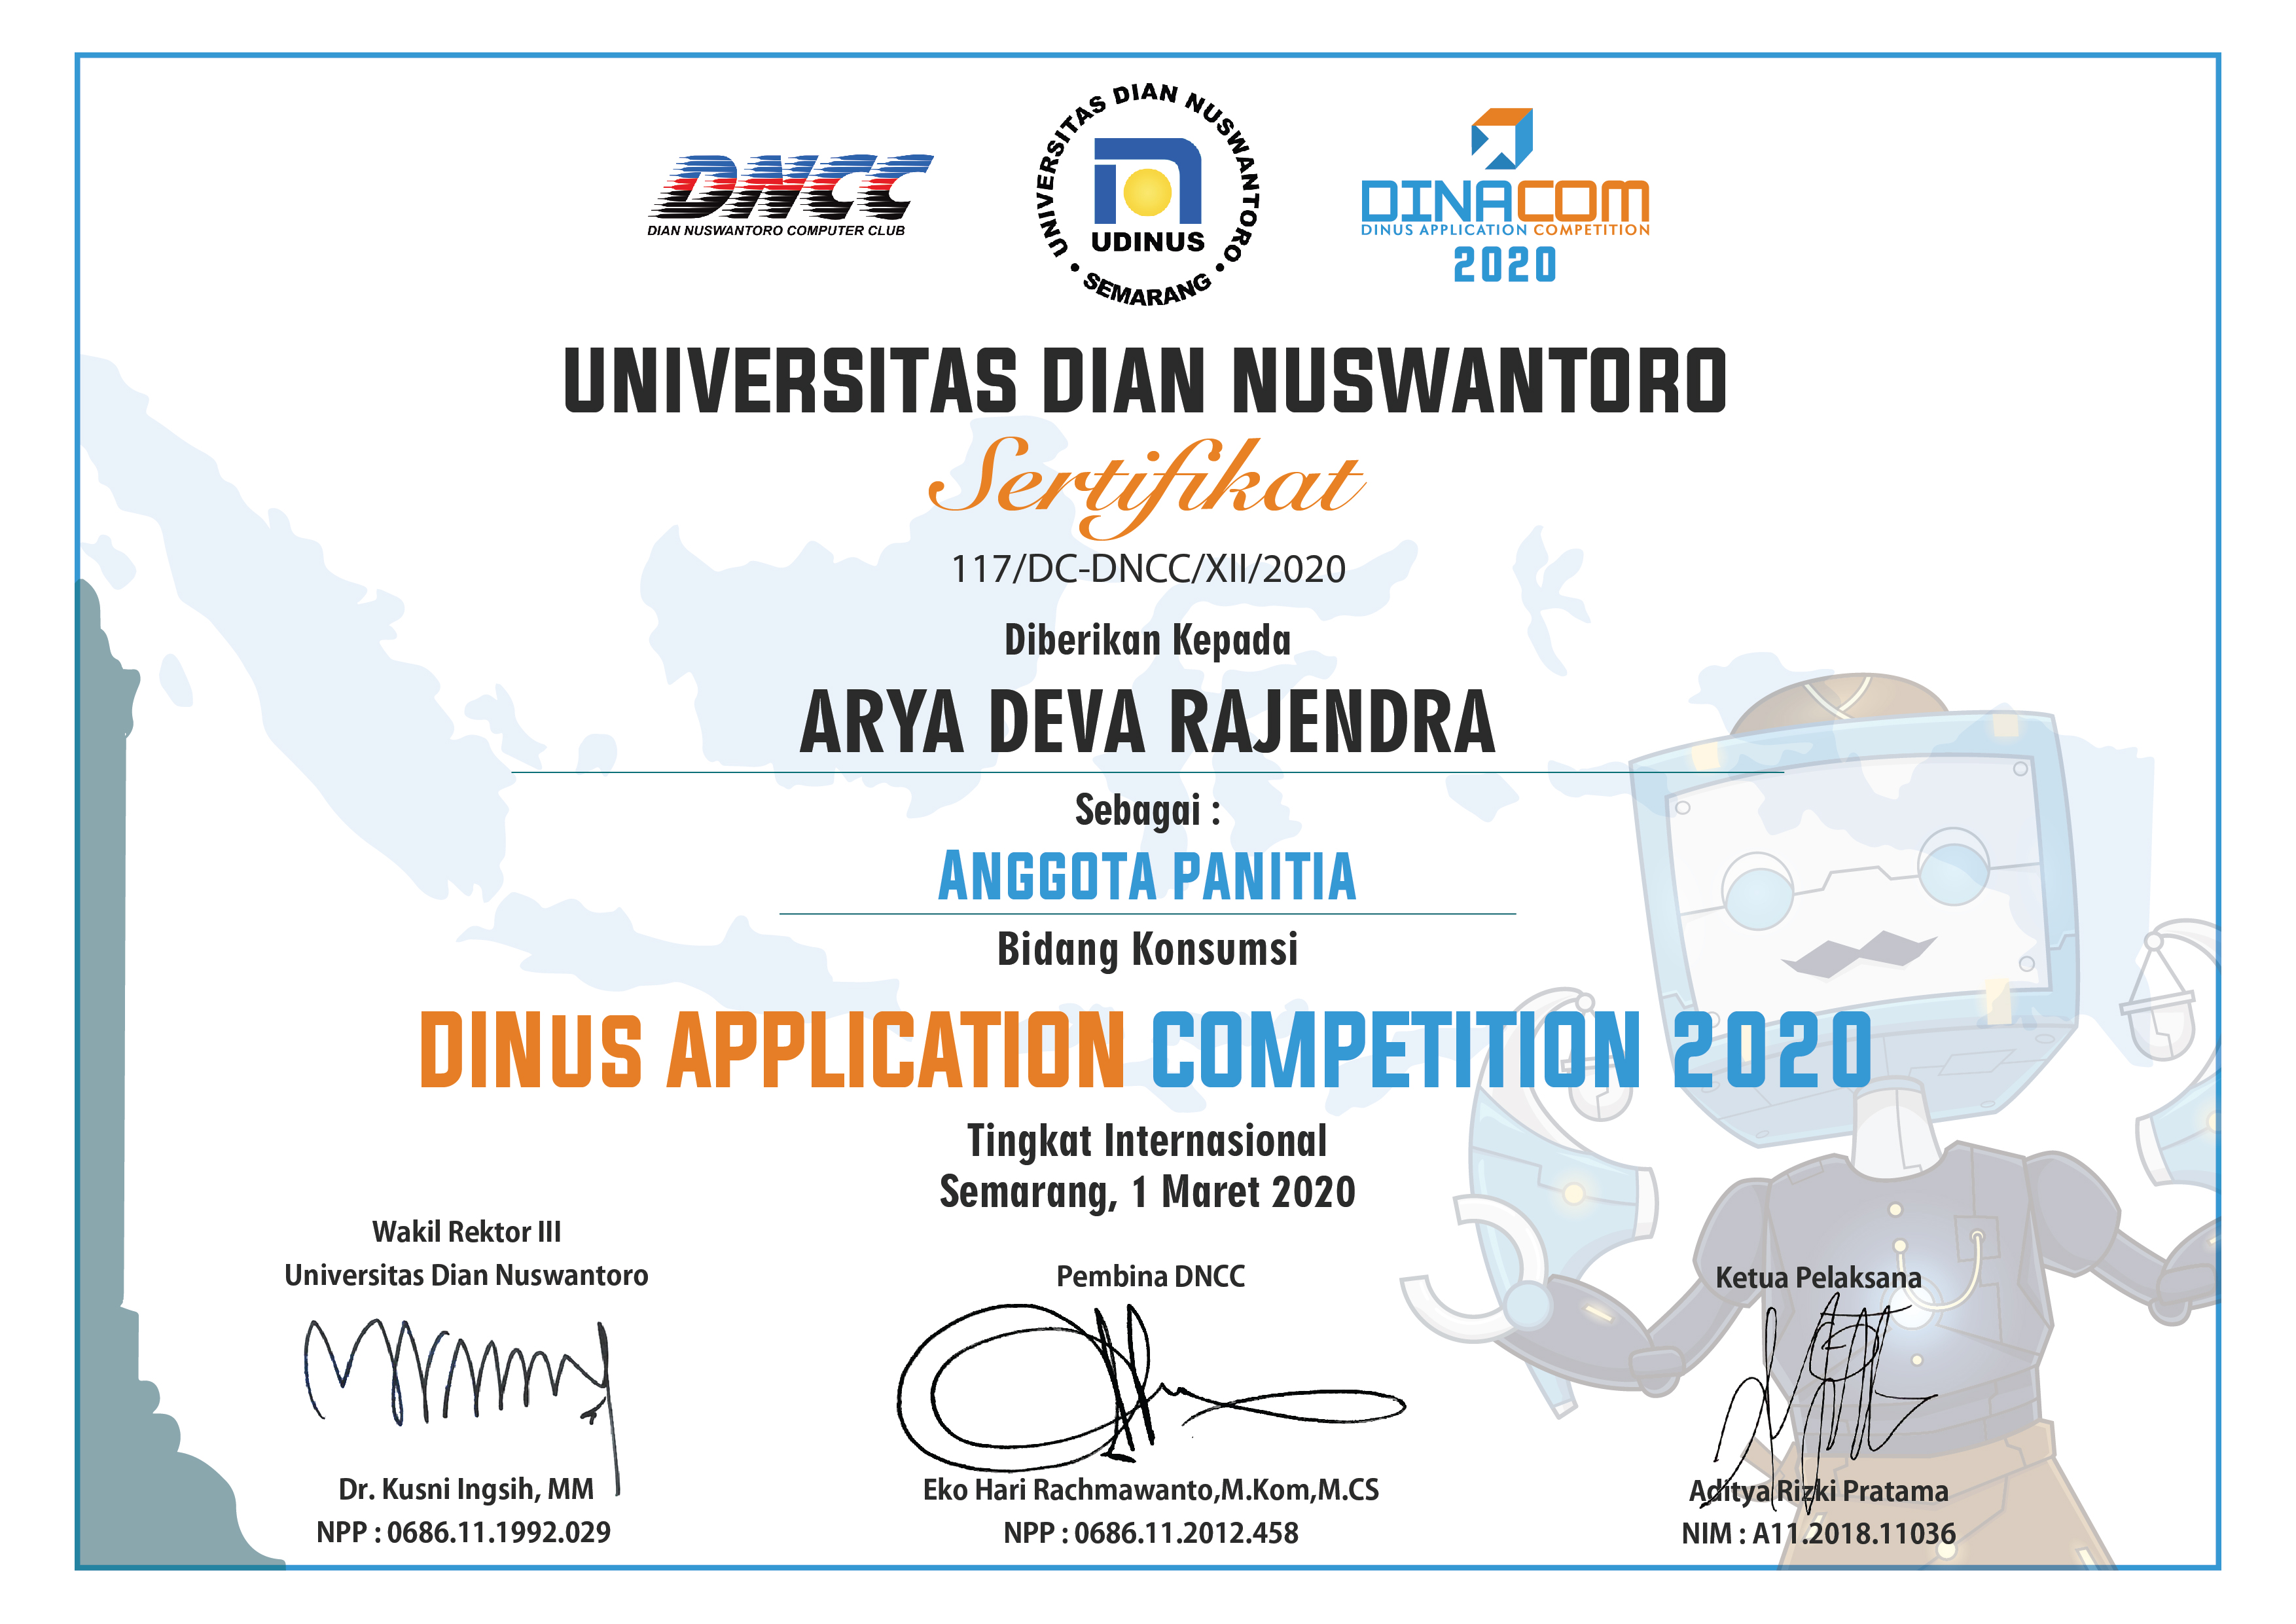 DNCC
DIAN NUSWANTORO COMPUTER CLUB
UNIVERSITAS DIAN NUSWANTORO
UDINUS
• SEMARANG •
DINACOM
DINUS APPLICATION COMPETITION
2020
UNIVERSITAS DIAN NUSWANTORO
Sertifikat
117/DC-DNCC/XII/2020
Diberikan Kepada
ARYA DEVA RAJENDRA
Sebagai :
ANGGOTA PANITIA
Bidang Konsumsi
DINUS APPLICATION COMPETITION 2020
Tingkat Internasional
Semarang, 1 Maret 2020
Wakil Rektor III
Universitas Dian Nuswantoro
Dr. Kusni Ingsih, MM
NPP : 0686.11.1992.029
Pembina DNCC
Eko Hari Rachmawanto,M.Kom,M.CS
NPP : 0686.11.2012.458
Ketua Pelaksana
Aditya Rizki Pratama
NIM : A11.2018.11036